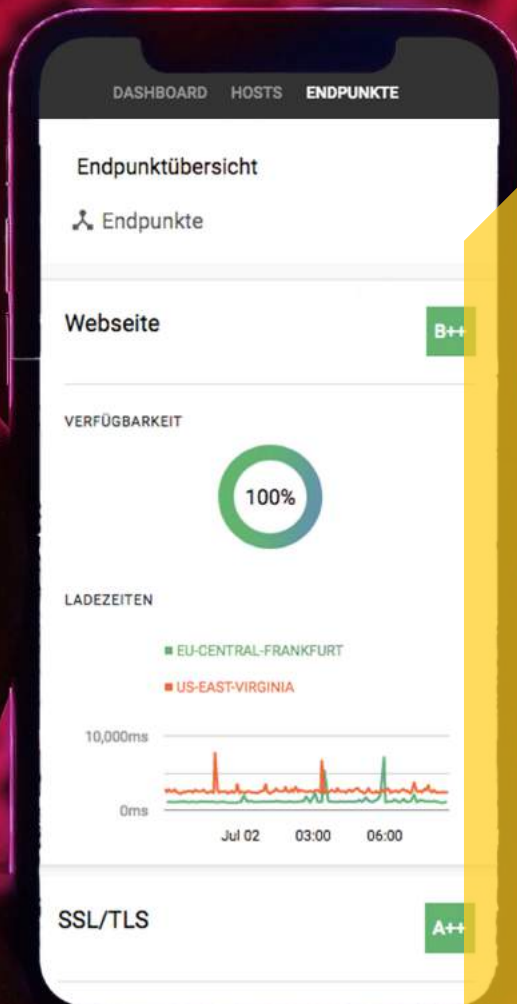 DASHBOARD HOSTS ENDPUNKTE
Endpunktübersicht
Endpunkte
Webseite
B++
VERFÜGBARKEIT
100%
LADEZEITEN
EU-CENTRAL-FRANKFURT
US-EAST-VIRGINIA
10,000ms
0ms
Jul 02 03:00 06:00
SSL/TLS
A++